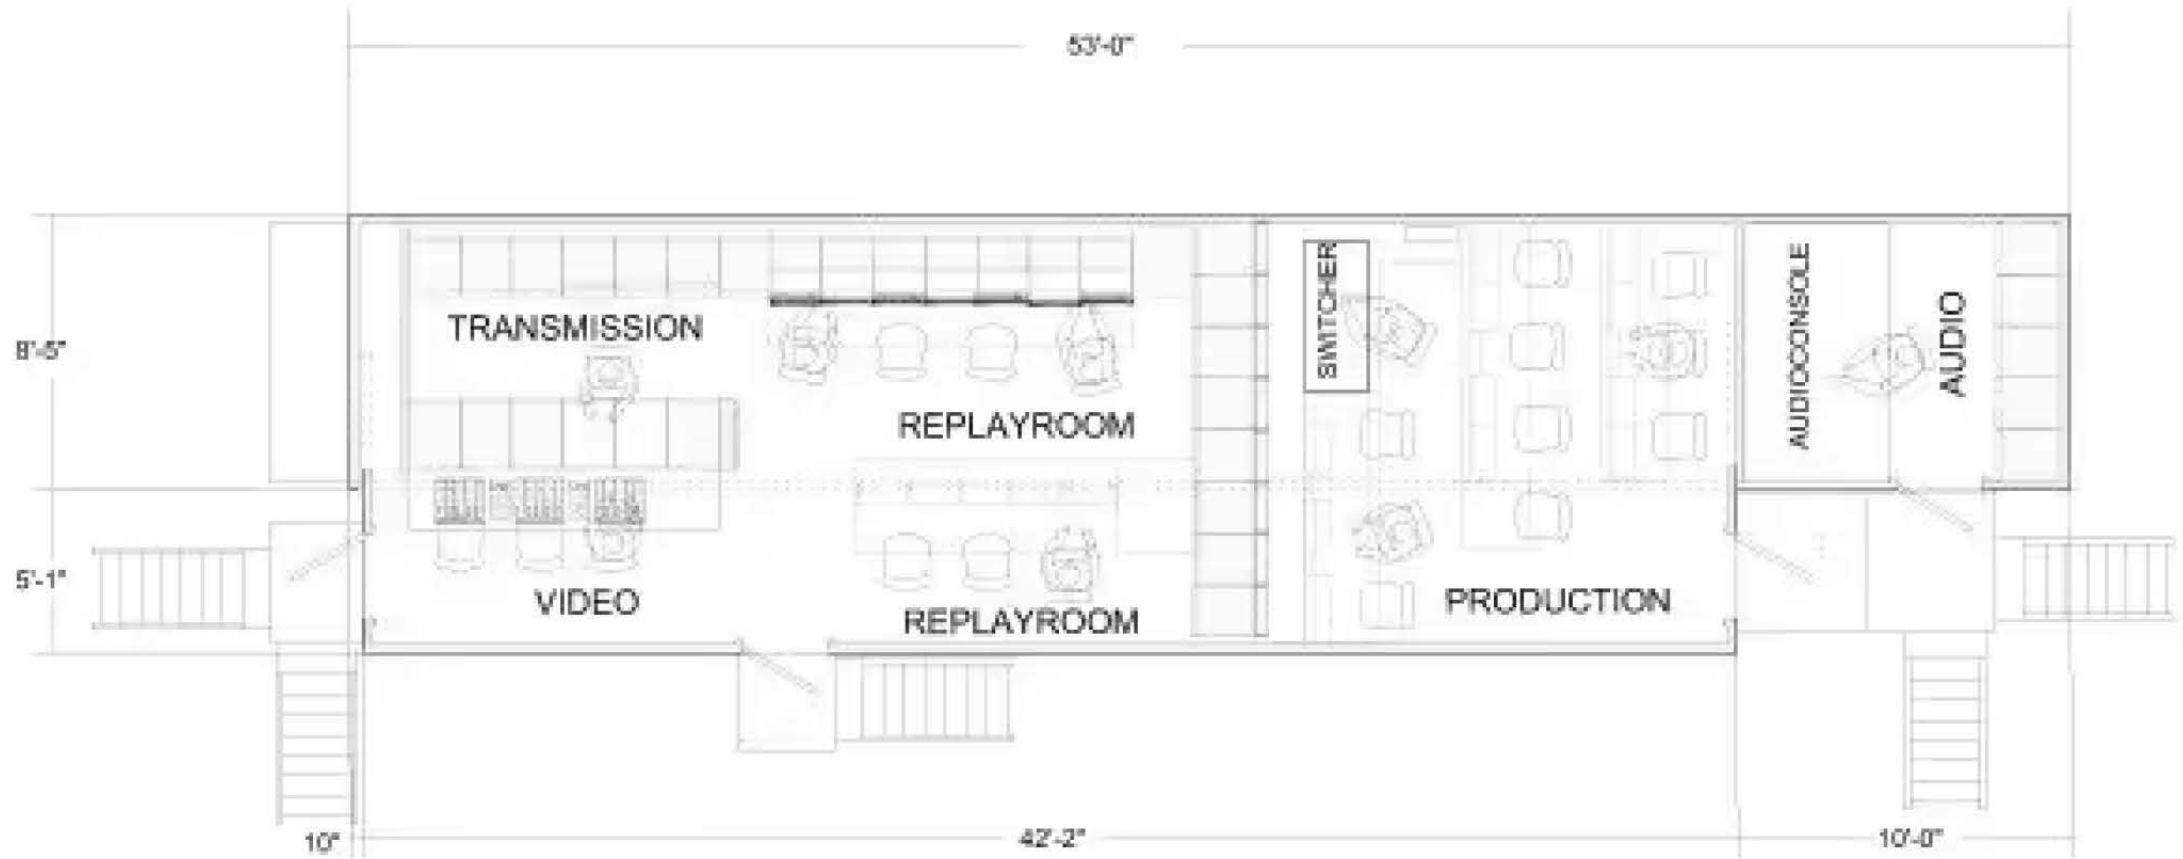 53'-0"
TRANSMISSION
SWITCHER
AUDIOCONSOLE
AUDIO
8'-5"
REPLAYROOM
5'-1"
VIDEO
REPLAYROOM
PRODUCTION
10"
42'-2"
10'-0"